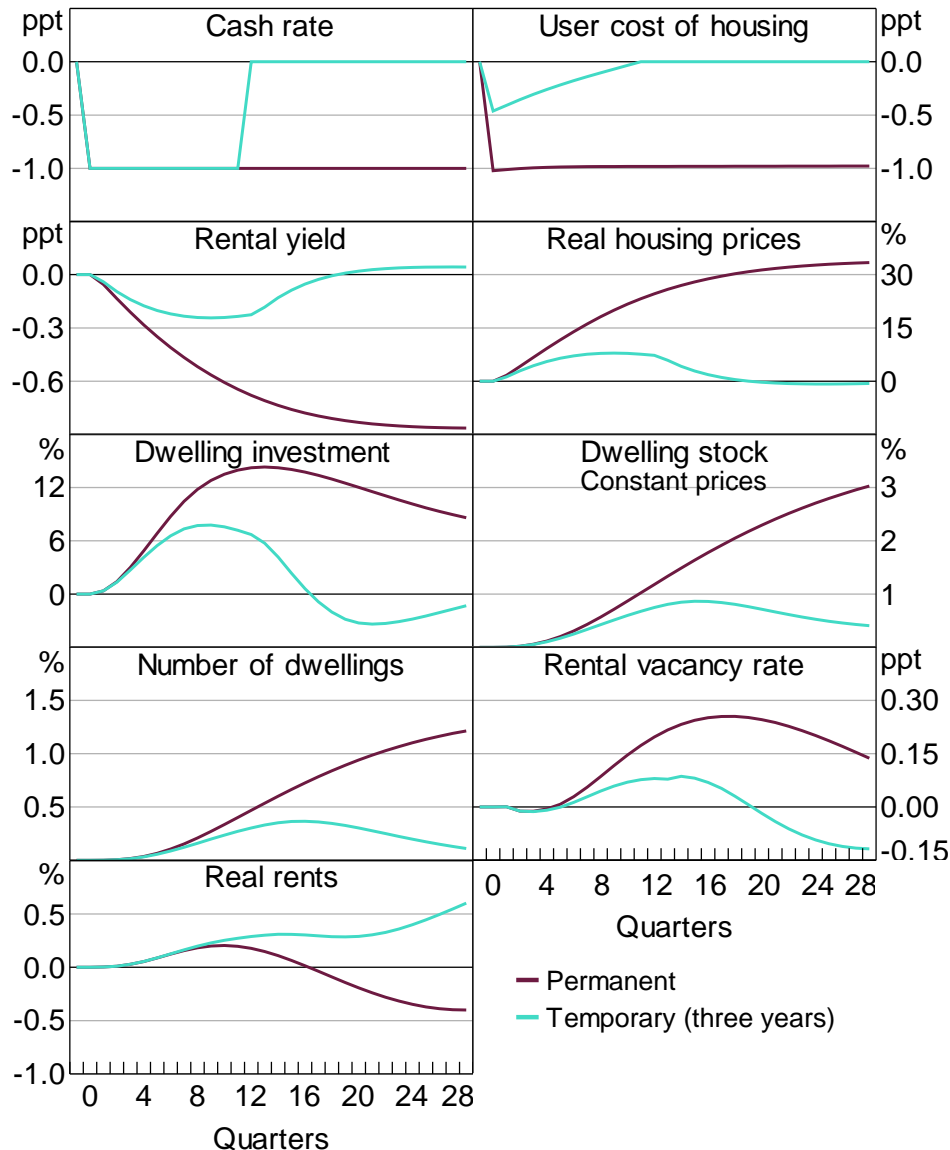 ppt
Cash rate
User cost of housing
ppt
0.0
0.0
-0.5
-0.5
-1.0
-1.0
ppt
Rental yield
Real housing prices
%
0.0
30
-0.3
15
-0.6
0
%
Dwelling investment
Dwelling stock
Constant prices
%
12
3
6
2
0
1
%
Number of dwellings
Rental vacancy rate
ppt
1.5
0.30
1.0
0.15
0.5
0.00
-0.15
%
Real rents
0 4 8 12 16 20 24 28
Quarters
0.5
0.0
-0.5
-1.0
0 4 8 12 16 20 24 28
Quarters
Permanent
Temporary (three years)